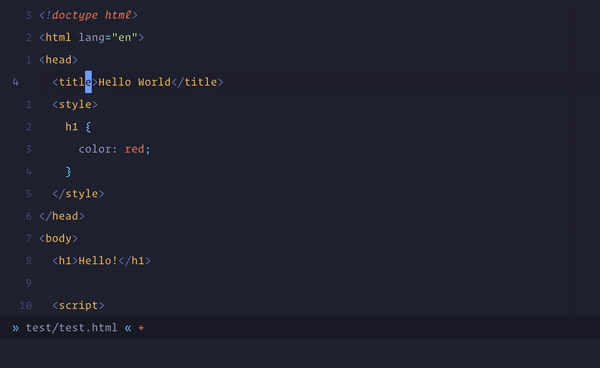 3 <!doctype html>
2 <html lang="en">
1 <head>
4 <title>Hello World</title>
1 <style>
2 h1 {
3 color: red;
4 }
5 </style>
6 </head>
7 <body>
8 <h1>Hello!</h1>
9
10 <script>
» test/test.html « +